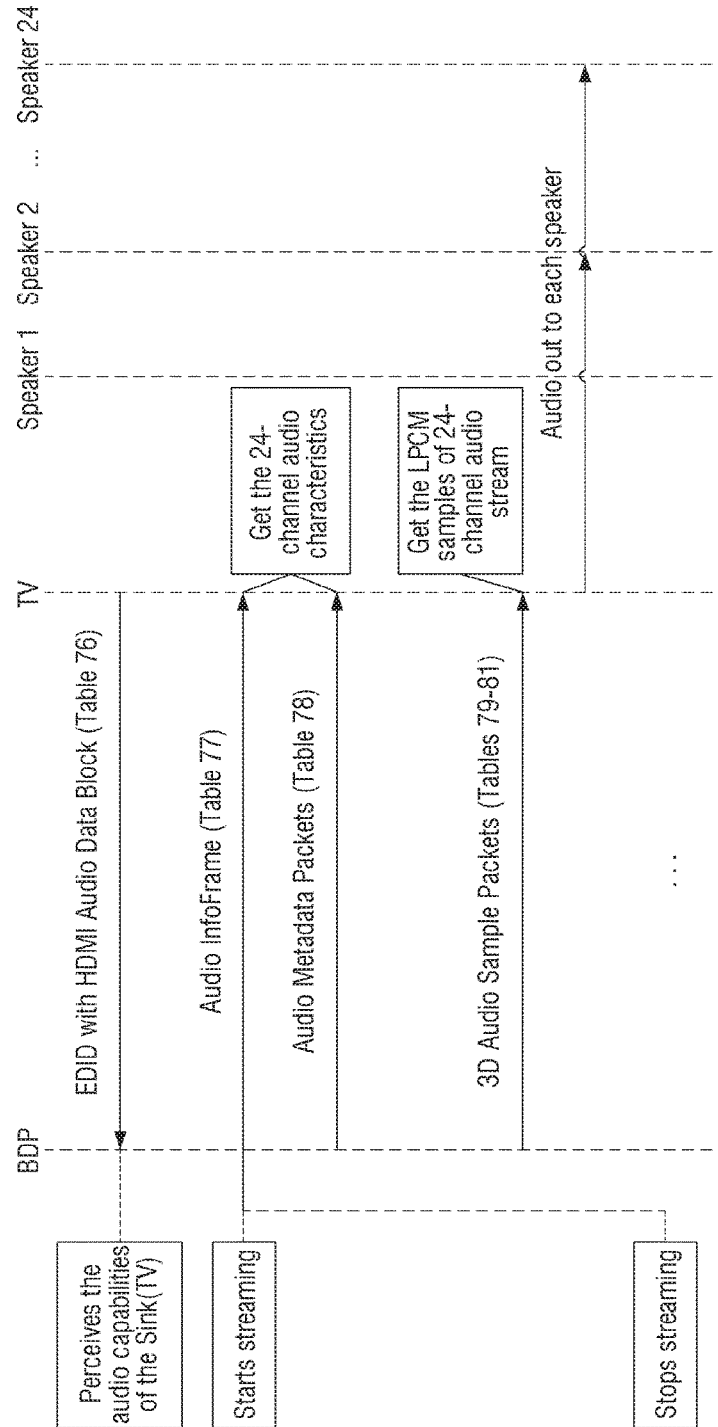 BDP
TV
Speaker 1
Speaker 2
...
Speaker 24
Perceives the
audio capabilities
of the Sink(TV)
EDID with HDMI Audio Data Block (Table 76)
Starts streaming
Audio InfoFrame (Table 77)
Get the 24-
channel audio
characteristics
Audio Metadata Packets (Table 78)
3D Audio Sample Packets (Tables 79-81)
Get the LPCM
samples of 24-
channel audio
stream
Audio out to each speaker
Stops streaming
...